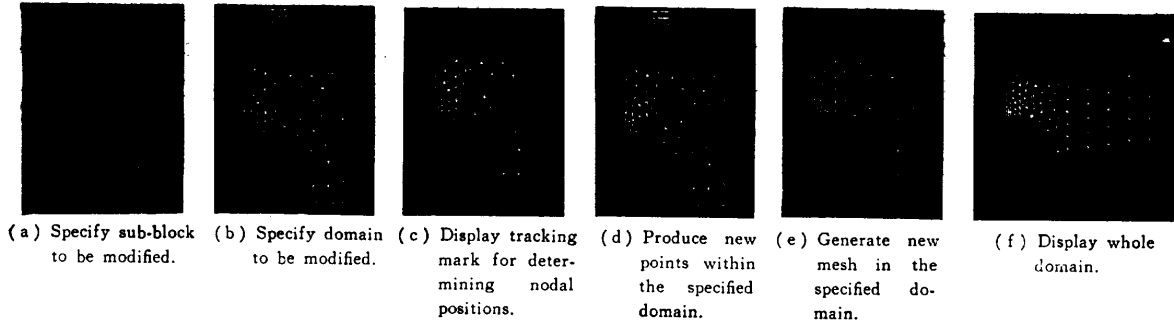 (a) Specify sub-block
to be modified.
(b) Specify domain
to be modified.
(c) Display tracking
mark for deter-
mining nodal
positions.
(d) Produce new
points within
the specified
domain.
(e) Generate new
mesh in the
specified do-
main.
(f) Display whole
domain.